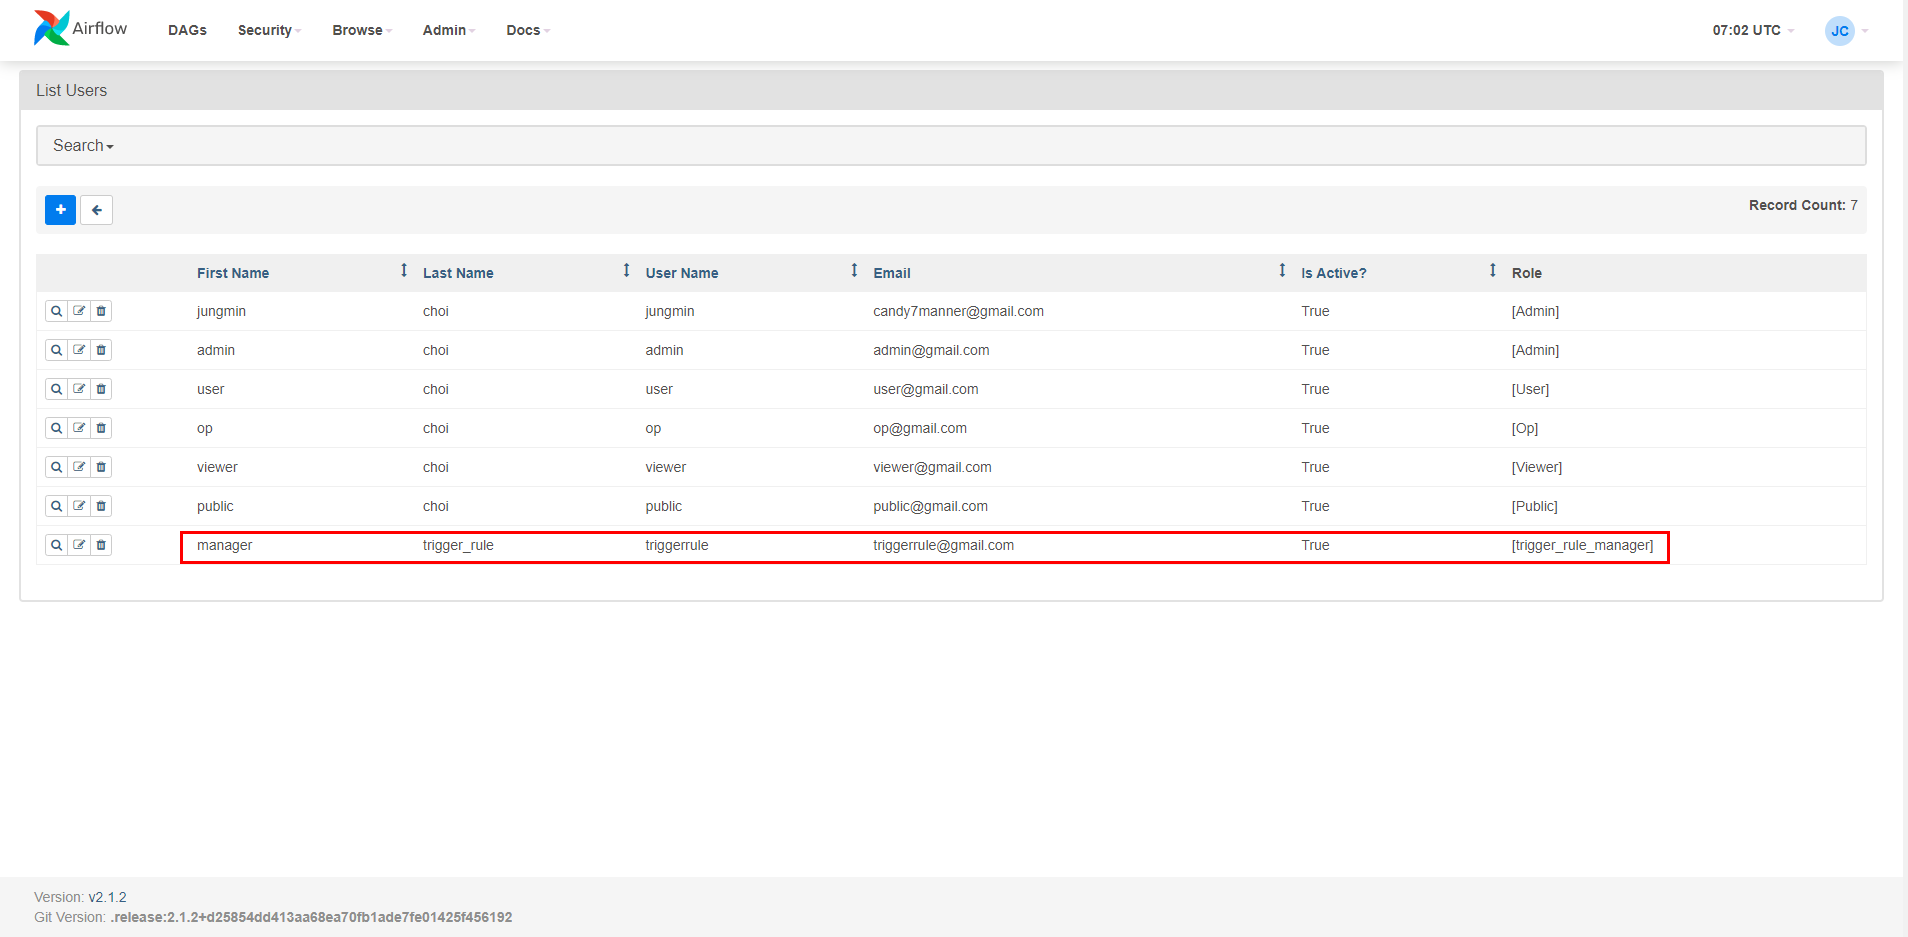 Airflow DAGs Security Browse Admin Docs 07:02 UTC JC
List Users
Search
Record Count: 7
First Name Last Name User Name Email Is Active? Role
jungmin choi jungmin candy7manner@gmail.com True [Admin]
admin choi admin admin@gmail.com True [Admin]
user choi user user@gmail.com True [User]
op choi op op@gmail.com True [Op]
viewer choi viewer viewer@gmail.com True [Viewer]
public choi public public@gmail.com True [Public]
manager trigger_rule triggerrule triggerrule@gmail.com True [trigger_rule_manager]
Version: v2.1.2
Git Version: .release:2.1.2+d25854dd413aa68ea70fb1ade7fe01425f456192